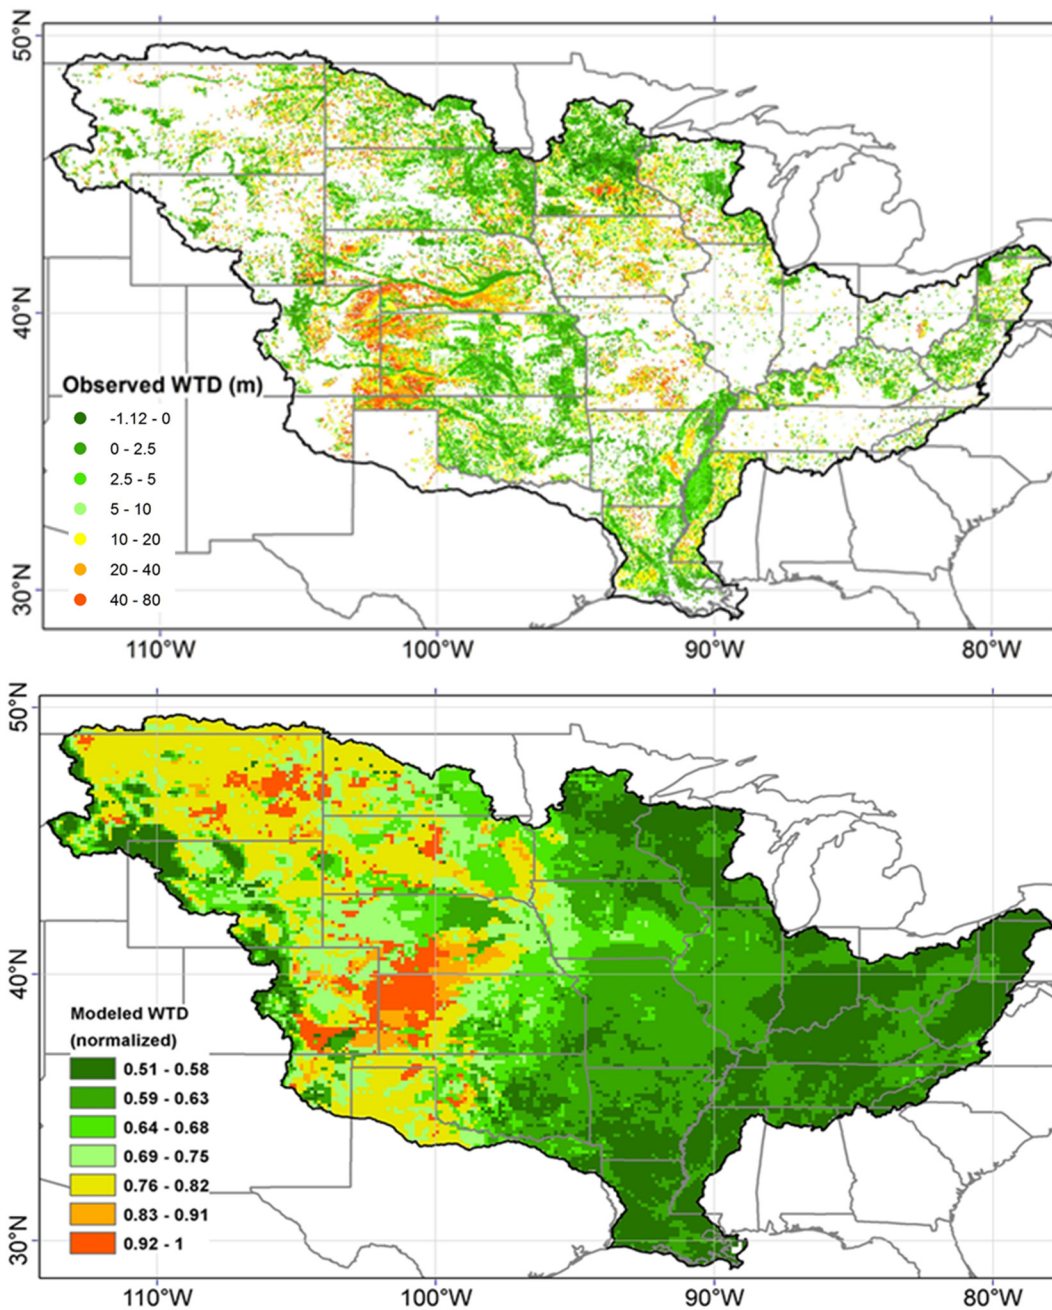 50°N
40°N
30°N
Observed WTD (m)
-1.12 - 0
0 - 2.5
2.5 - 5
5 - 10
10 - 20
20 - 40
40 - 80
110°W 100°W 90°W 80°W
50°N
40°N
30°N
Modeled WTD
(normalized)
0.51 - 0.58
0.59 - 0.63
0.64 - 0.68
0.69 - 0.75
0.76 - 0.82
0.83 - 0.91
0.92 - 1
110°W 100°W 90°W 80°W